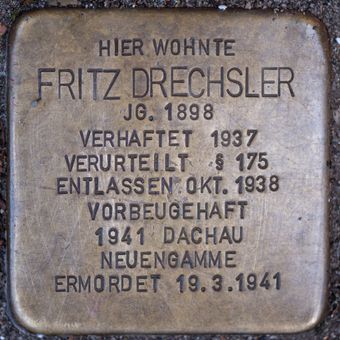 HIER WOHNTE
FRITZ DRECHSLER
JG. 1898
VERHAFTET 1937
VERURTEILT § 175
ENTLASSEN OKT. 1938
VORBEUGEHAFT
1941 DACHAU
NEUENGAMME
ERMORDET 19.3.1941